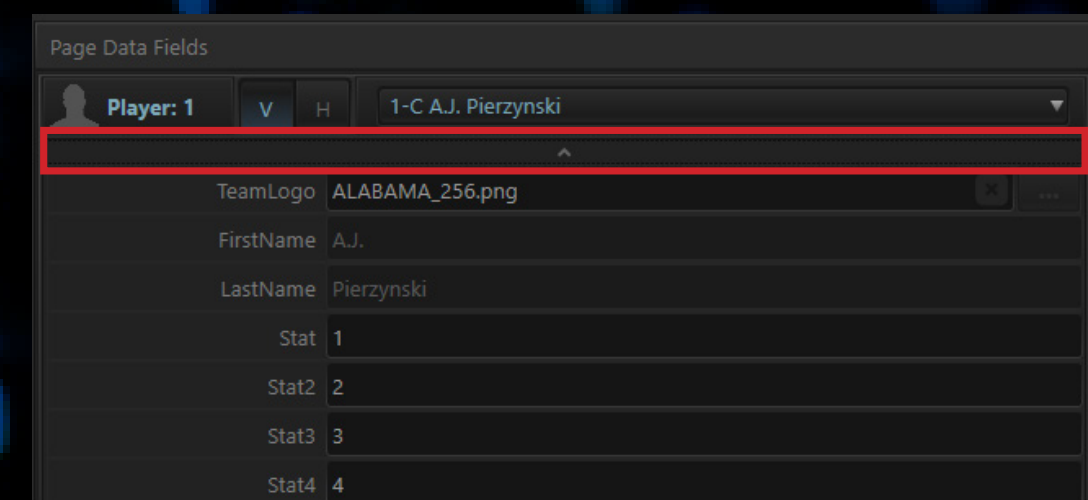 Page Data Fields
Player: 1 V H 1-C A.J. Pierzynski
TeamLogo ALABAMA_256.png ...
FirstName A.J.
LastName Pierzynski
Stat 1
Stat2 2
Stat3 3
Stat4 4